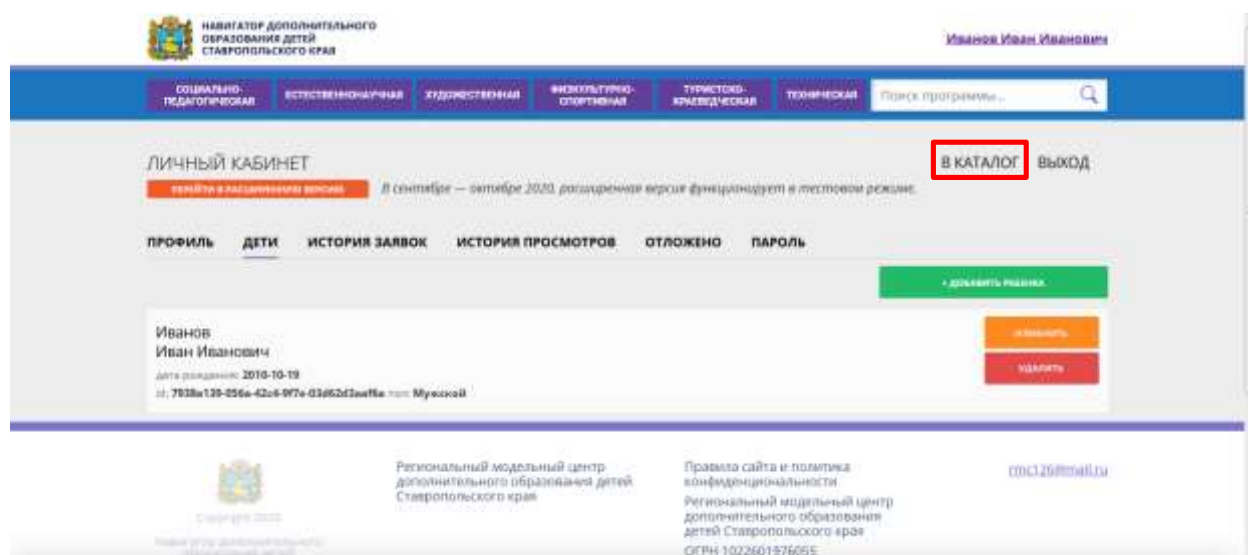 НАВИГАТОР ДОПОЛНИТЕЛЬНОГО
ОБРАЗОВАНИЯ ДЕТЕЙ
СТАВРОПОЛЬСКОГО КРАЯ
Иванов Иван Иванович
СОЦИАЛЬНО-
ПЕДАГОГИЧЕСКАЯ
ЕСТЕСТВЕННОНАУЧНАЯ
ХУДОЖЕСТВЕННАЯ
ФИЗКУЛЬТУРНО-
СПОРТИВНАЯ
ТУРИСТСКО-
КРАЕВЕДЧЕСКАЯ
ТЕХНИЧЕСКАЯ
Поиск программы...
ЛИЧНЫЙ КАБИНЕТ
В КАТАЛОГ
ВЫХОД
ПЕРЕЙТИ В РАСШИРЕННУЮ ВЕРСИЮ
В сентябре — октябре 2020, расширенная версия функционирует в тестовом режиме.
ПРОФИЛЬ
ДЕТИ
ИСТОРИЯ ЗАЯВОК
ИСТОРИЯ ПРОСМОТРОВ
ОТЛОЖЕНО
ПАРОЛЬ
+ ДОБАВИТЬ РЕБЕНКА
Иванов
Иван Иванович
ИЗМЕНИТЬ
УДАЛИТЬ
дата рождения: 2010-10-19
id: пол: Мужской
Региональный модельный центр
дополнительного образования детей
Ставропольского края
Правила сайта и политика
конфиденциальности
Региональный модельный центр
дополнительного образования
детей Ставропольского края
ОГРН 1022601976055
rmc126@mail.ru
Copyright 2020